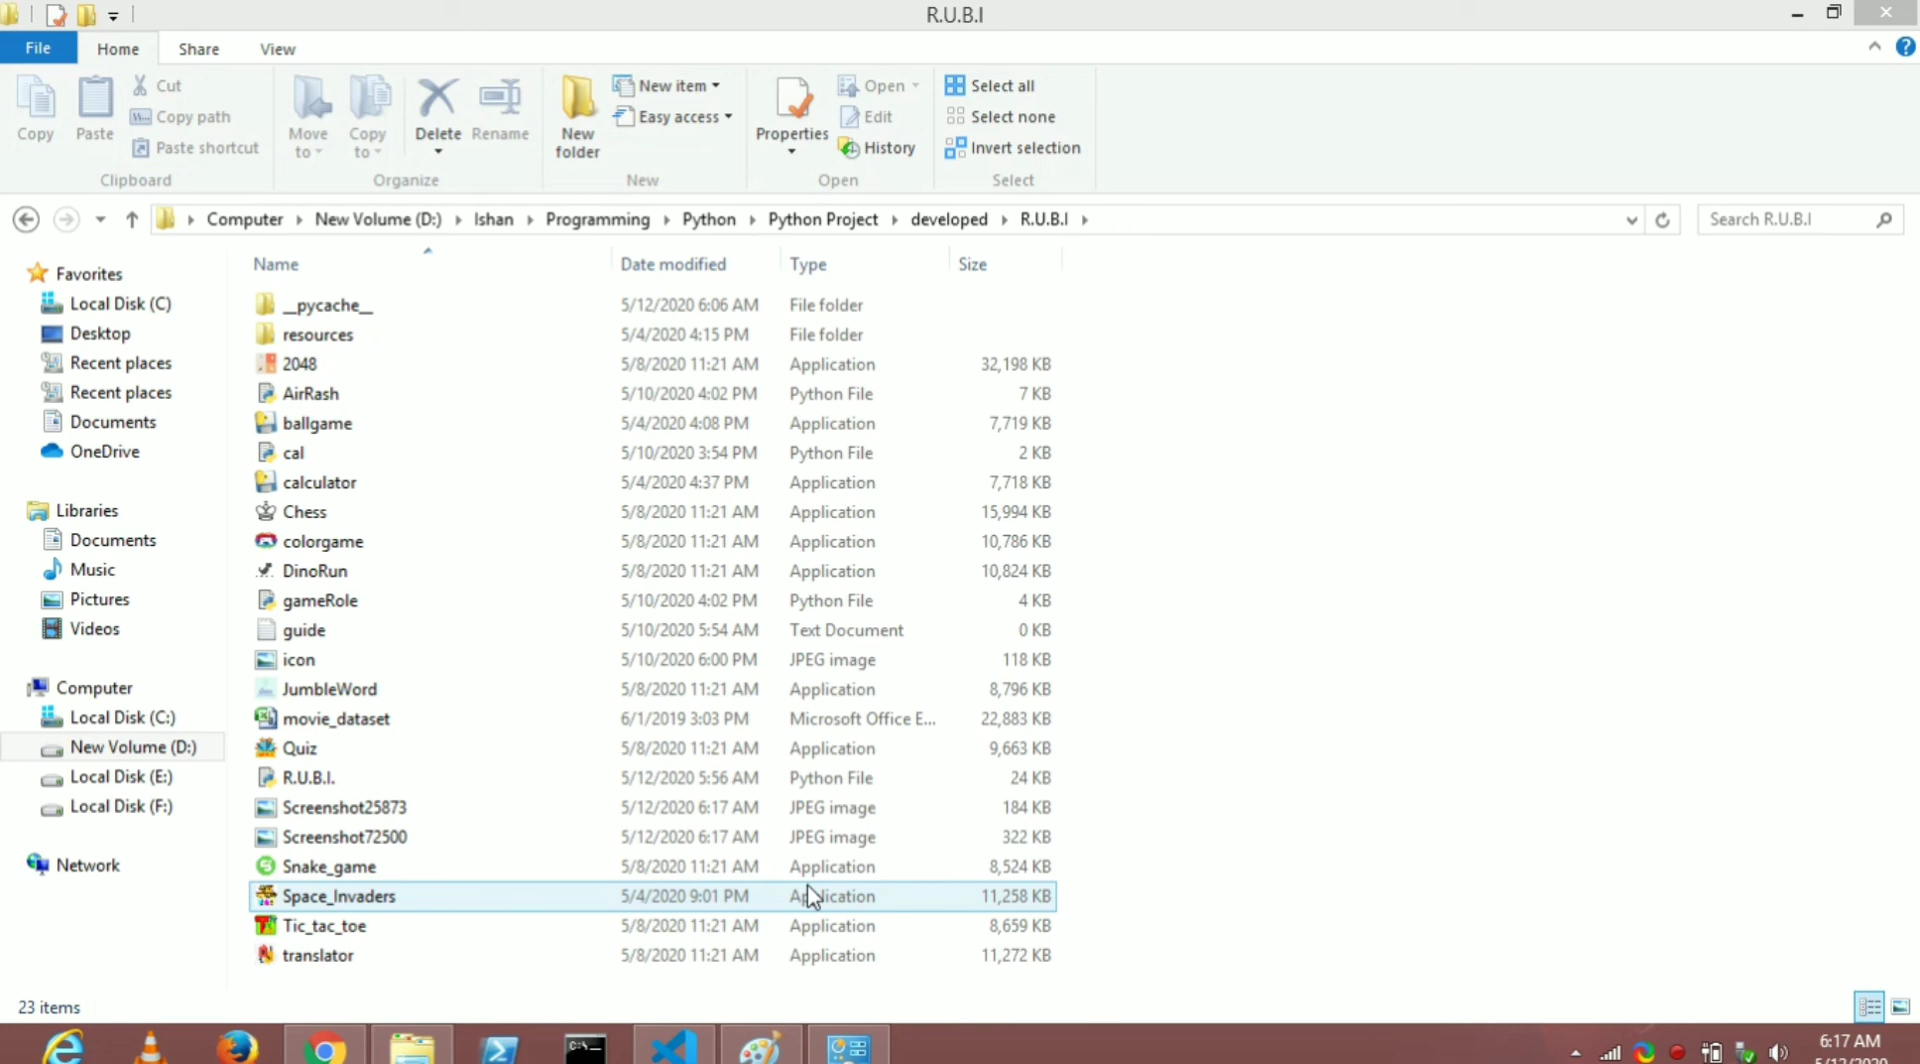 R.U.B.I
File Home Share View
Copy
Paste
Cut
Copy path
Paste shortcut
Clipboard
Move to
Copy to
Delete
Rename
Organize
New folder
New item
Easy access
New
Properties
Open
Edit
History
Open
Select all
Select none
Invert selection
Select
Computer New Volume (D:) Ishan Programming Python Python Project developed R.U.B.I
Search R.U.B.I
Favorites
Local Disk (C)
Desktop
Recent places
Recent places
Documents
OneDrive
Libraries
Documents
Music
Pictures
Videos
Computer
Local Disk (C:)
New Volume (D:)
Local Disk (E:)
Local Disk (F:)
Network
Name Date modified Type Size
__pycache__ 5/12/2020 6:06 AM File folder
resources 5/4/2020 4:15 PM File folder
2048 5/8/2020 11:21 AM Application 32,198 KB
AirRash 5/10/2020 4:02 PM Python File 7 KB
ballgame 5/4/2020 4:08 PM Application 7,719 KB
cal 5/10/2020 3:54 PM Python File 2 KB
calculator 5/4/2020 4:37 PM Application 7,718 KB
Chess 5/8/2020 11:21 AM Application 15,994 KB
colorgame 5/8/2020 11:21 AM Application 10,786 KB
DinoRun 5/8/2020 11:21 AM Application 10,824 KB
gameRole 5/10/2020 4:02 PM Python File 4 KB
guide 5/10/2020 5:54 AM Text Document 0 KB
icon 5/10/2020 6:00 PM JPEG image 118 KB
JumbleWord 5/8/2020 11:21 AM Application 8,796 KB
movie_dataset 6/1/2019 3:03 PM Microsoft Office E... 22,883 KB
Quiz 5/8/2020 11:21 AM Application 9,663 KB
R.U.B.I. 5/12/2020 5:56 AM Python File 24 KB
Screenshot25873 5/12/2020 6:17 AM JPEG image 184 KB
Screenshot72500 5/12/2020 6:17 AM JPEG image 322 KB
Snake_game 5/8/2020 11:21 AM Application 8,524 KB
Space_Invaders 5/4/2020 9:01 PM Application 11,258 KB
Tic_tac_toe 5/8/2020 11:21 AM Application 8,659 KB
translator 5/8/2020 11:21 AM Application 11,272 KB
23 items
6:17 AM
5/12/2020